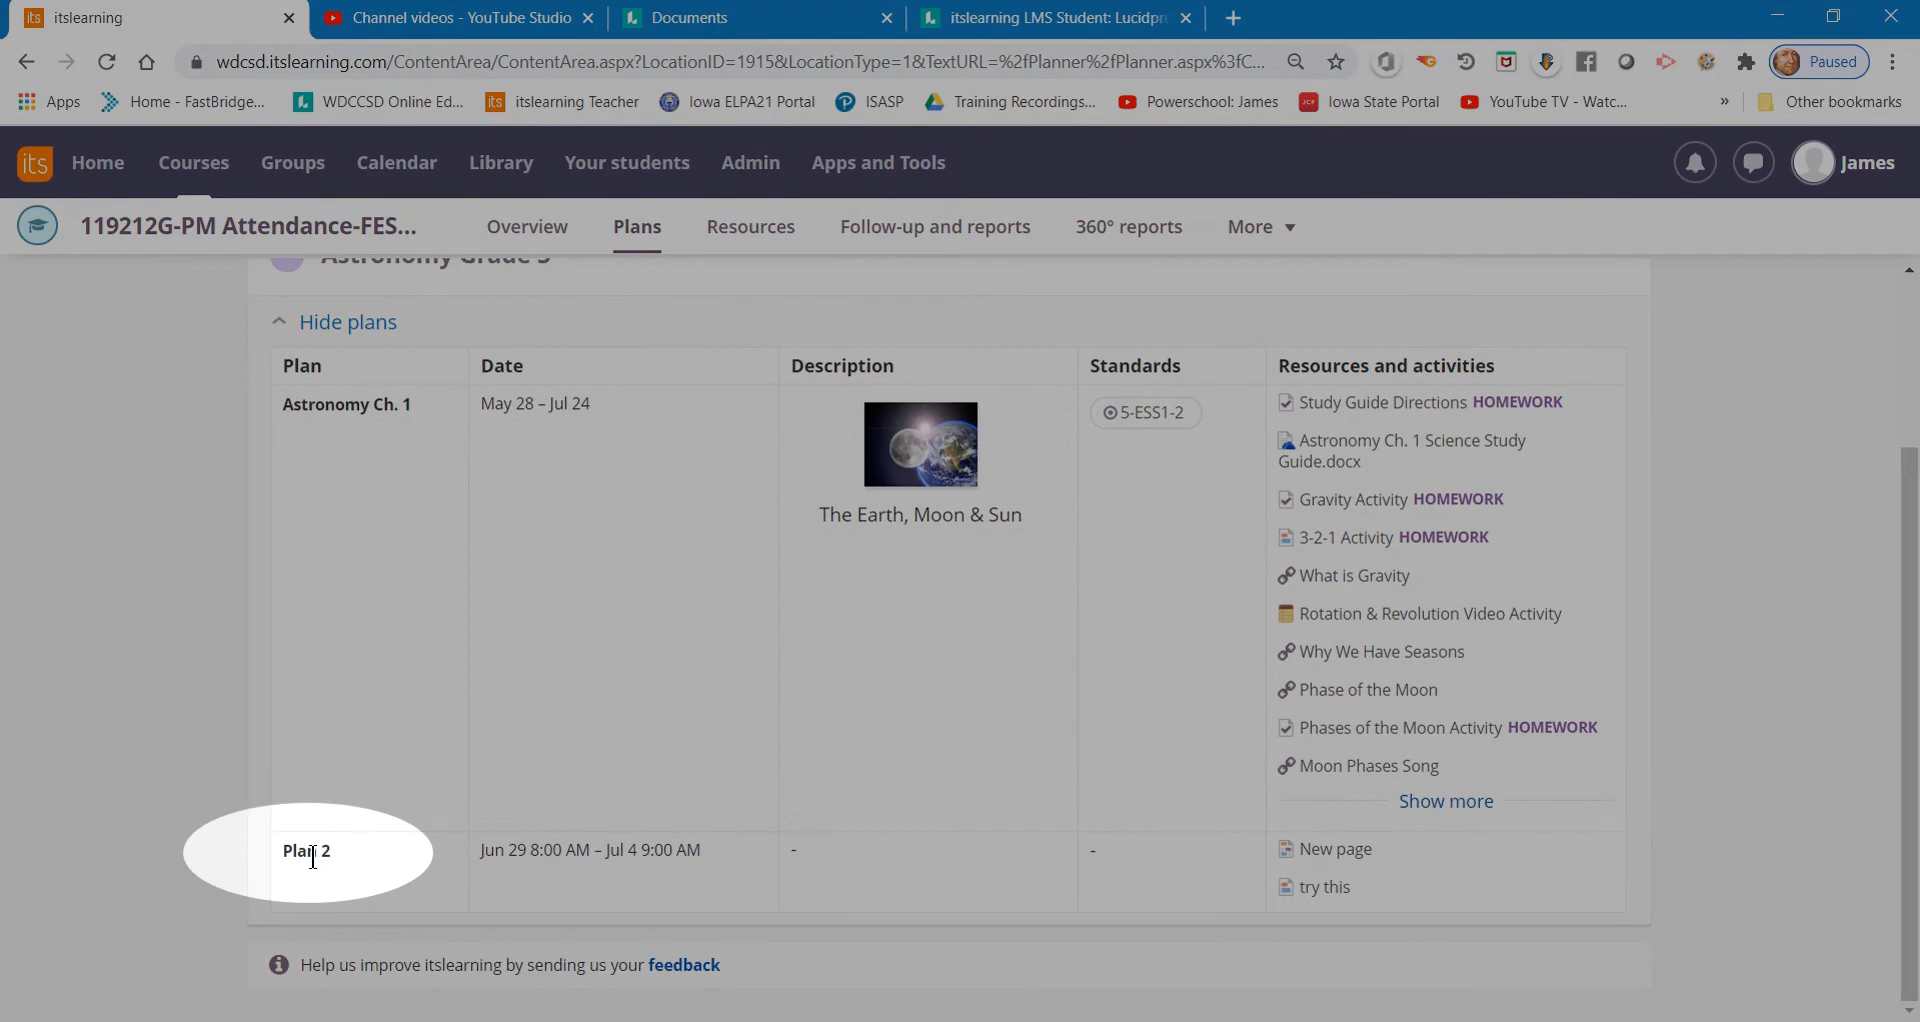 itslearning
Channel videos - YouTube Studio
Documents
itslearning LMS Student: Lucidpr
wdcsd.itslearning.com/ContentArea/ContentArea.aspx?LocationID=1915&LocationType=1&TextURL=%2fPlanner%2fPlanner.aspx%3fC...
Paused
Apps
Home - FastBridge...
WDCCSD Online Ed...
its itslearning Teacher
Iowa ELPA21 Portal
ISASP
Training Recordings...
Powerschool: James
JCP Iowa State Portal
YouTube TV - Watc...
»
Other bookmarks
its Home Courses Groups Calendar Library Your students Admin Apps and Tools James
119212G-PM Attendance-FES... Overview Plans Resources Follow-up and reports 360° reports More
Astronomy Grade 5
Hide plans
Plan Date Description Standards Resources and activities
Astronomy Ch. 1 May 28 – Jul 24
The Earth, Moon & Sun
5-ESS1-2
Study Guide Directions HOMEWORK
Astronomy Ch. 1 Science Study
Guide.docx
Gravity Activity HOMEWORK
3-2-1 Activity HOMEWORK
What is Gravity
Rotation & Revolution Video Activity
Why We Have Seasons
Phase of the Moon
Phases of the Moon Activity HOMEWORK
Moon Phases Song
Show more
Plan 2 Jun 29 8:00 AM – Jul 4 9:00 AM - -
New page
try this
Help us improve itslearning by sending us your feedback